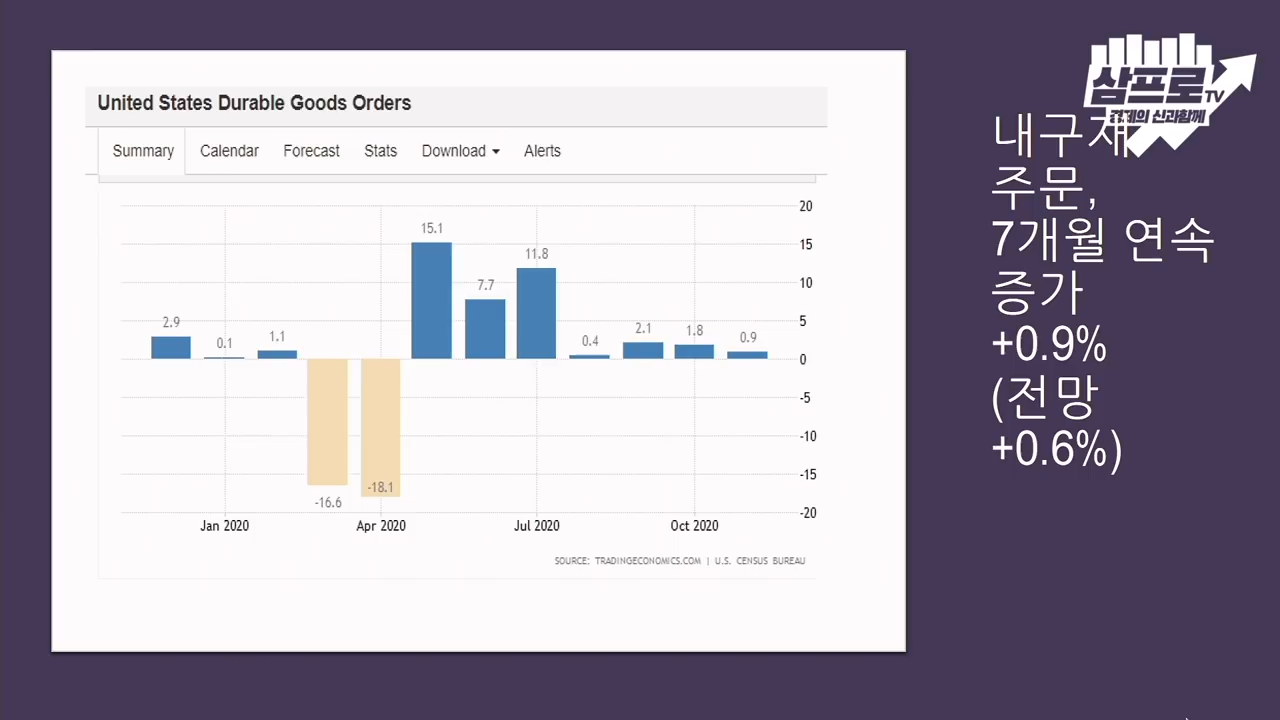 United States Durable Goods Orders
Summary Calendar Forecast Stats Download Alerts
20
15
10
5
0
-5
-10
-15
-20
2.9
0.1
1.1
-16.6
-18.1
15.1
7.7
11.8
0.4
2.1
1.8
0.9
Jan 2020 Apr 2020 Jul 2020 Oct 2020
SOURCE: TRADINGECONOMICS.COM | U.S. CENSUS BUREAU
삼프로TV
경제의 신과함께
내구재
주문,
7개월 연속
증가
+0.9%
(전망
+0.6%)